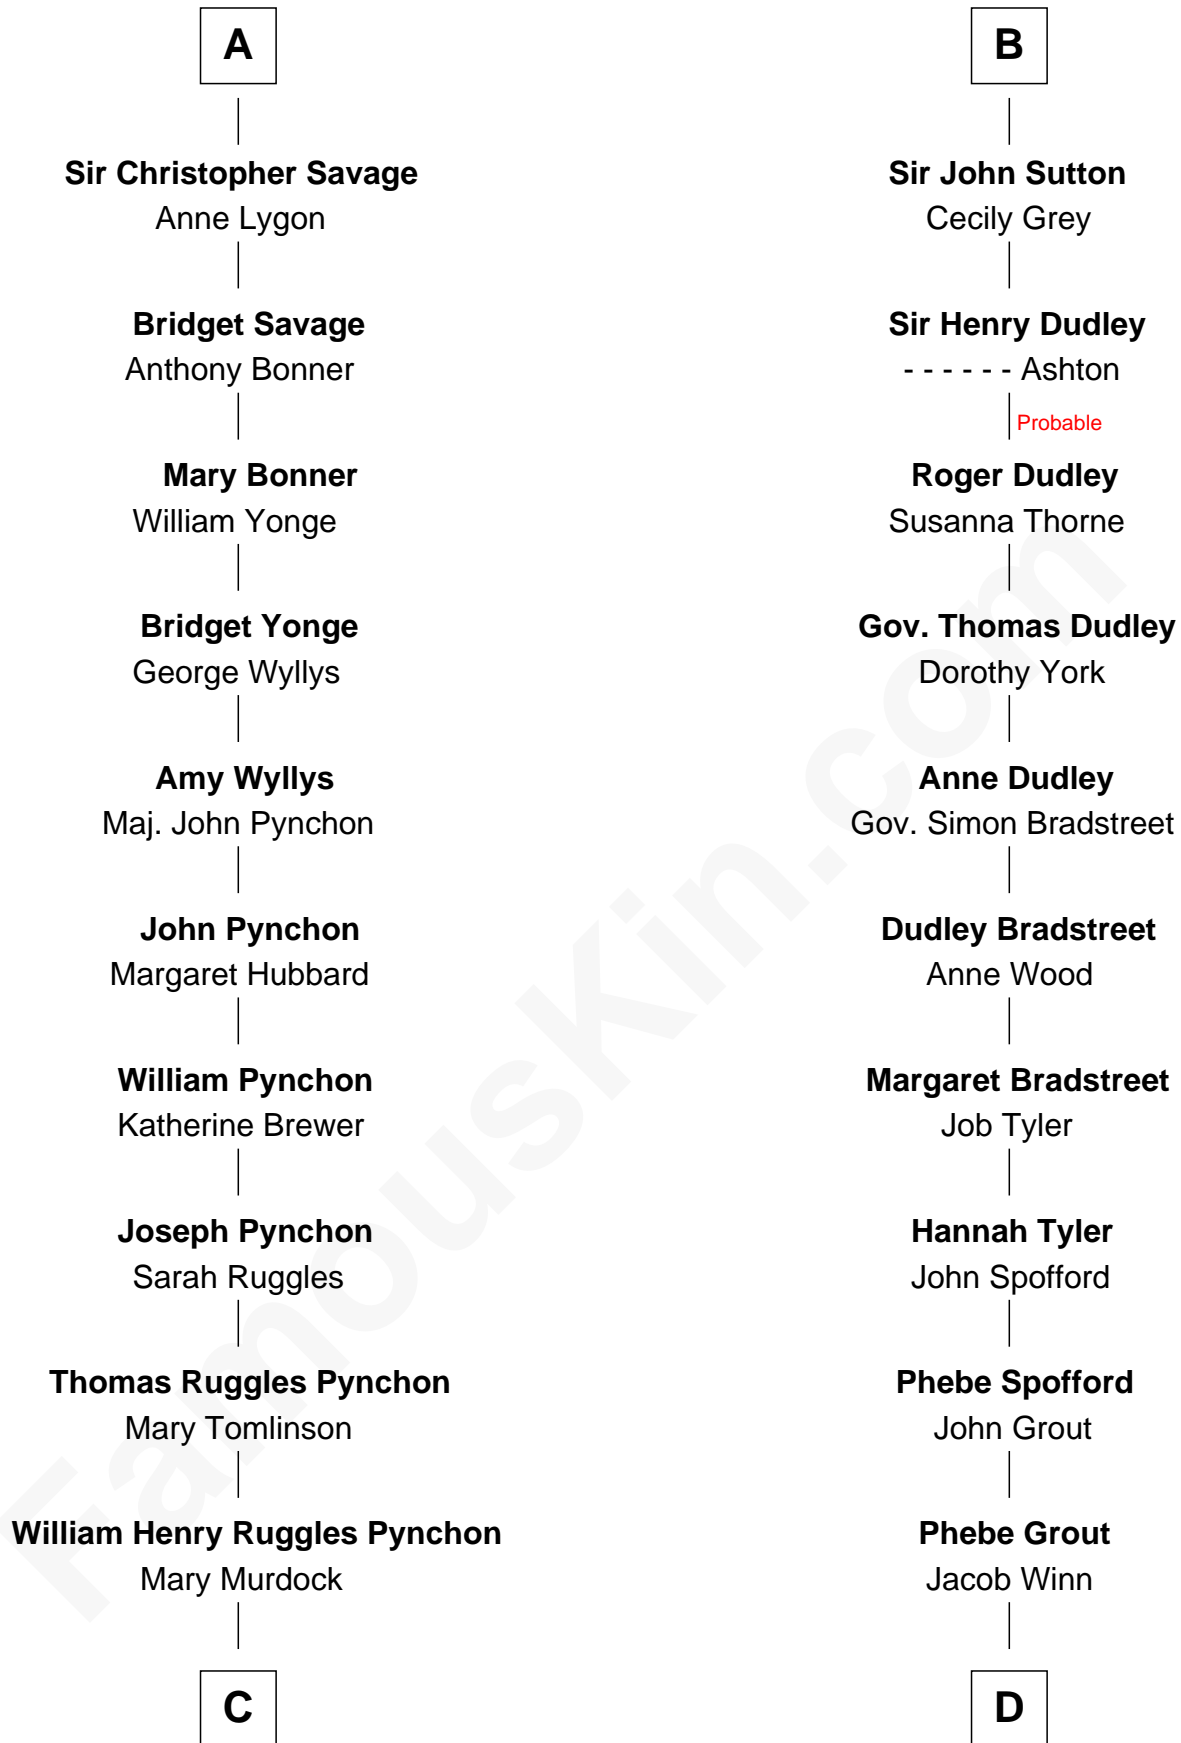 A
Sir Christopher Savage
Anne Lygon
Bridget Savage
Anthony Bonner
Mary Bonner
William Yonge
Bridget Yonge
George Wyllys
Amy Wyllys
Maj. John Pynchon
John Pynchon
Margaret Hubbard
William Pynchon
Katherine Brewer
Joseph Pynchon
Sarah Ruggles
Thomas Ruggles Pynchon
Mary Tomlinson
William Henry Ruggles Pynchon
Mary Murdock
C
B
Sir John Sutton
Cecily Grey
Sir Henry Dudley
- - - - - - Ashton
Probable
Roger Dudley
Susanna Thorne
Gov. Thomas Dudley
Dorothy York
Anne Dudley
Gov. Simon Bradstreet
Dudley Bradstreet
Anne Wood
Margaret Bradstreet
Job Tyler
Hannah Tyler
John Spofford
Phebe Spofford
John Grout
Phebe Grout
Jacob Winn
D
FamousKin.com